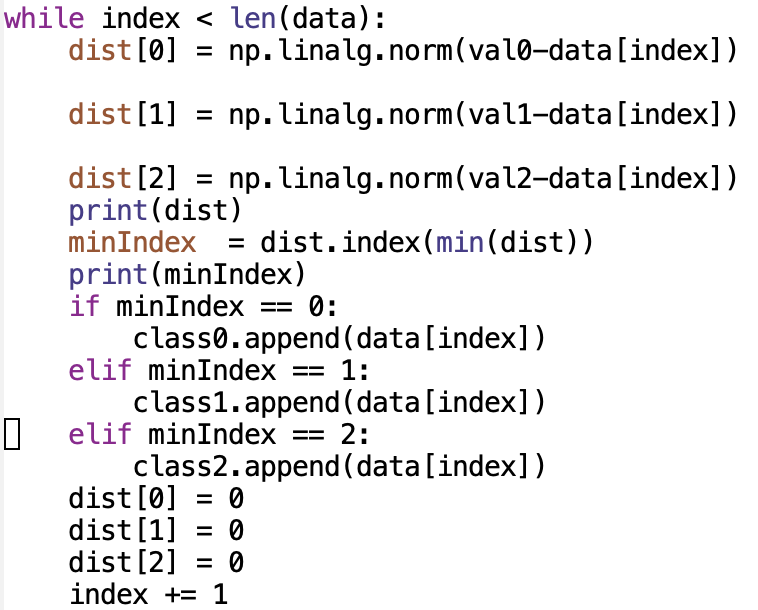 while index < len(data):
    dist[0] = np.linalg.norm(val0-data[index])
    dist[1] = np.linalg.norm(val1-data[index])
    dist[2] = np.linalg.norm(val2-data[index])
    print(dist)
    minIndex  = dist.index(min(dist))
    print(minIndex)
    if minIndex == 0:
        class0.append(data[index])
    elif minIndex == 1:
        class1.append(data[index])
    elif minIndex == 2:
        class2.append(data[index])
    dist[0] = 0
    dist[1] = 0
    dist[2] = 0
    index += 1